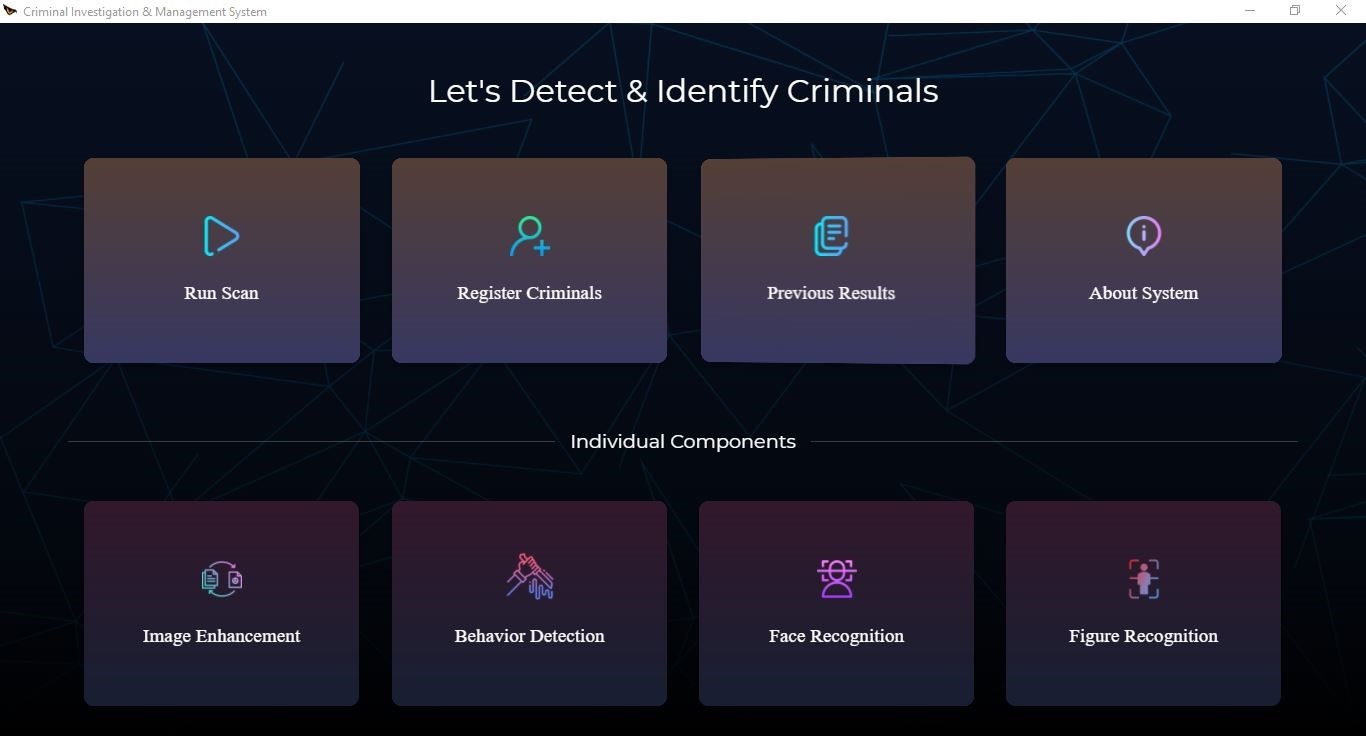 Criminal Investigation & Management System
Let's Detect & Identify Criminals
Run Scan
Register Criminals
Previous Results
About System
Individual Components
Image Enhancement
Behavior Detection
Face Recognition
Figure Recognition